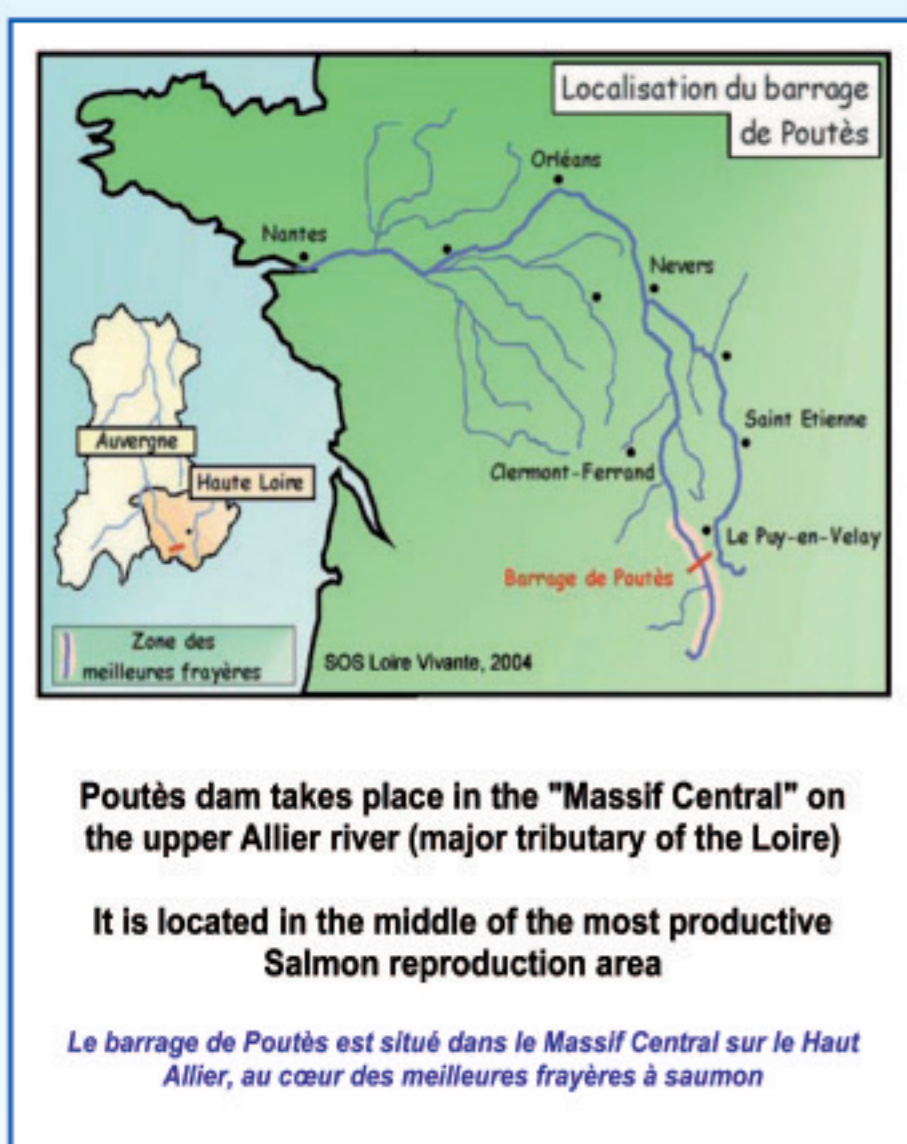 Localisation du barrage
de Poutès
Orléans
Nantes
Nevers
Saint Etienne
Auvergne
Clermont-Ferrand
Haute Loire
Le Puy-en-Velay
Barrage de Poutès
Zone des
meilleures frayères
SOS Loire Vivante, 2004
Poutès dam takes place in the "Massif Central" on
the upper Allier river (major tributary of the Loire)
It is located in the middle of the most productive
Salmon reproduction area
Le barrage de Poutès est situé dans le Massif Central sur le Haut
Allier, au cœur des meilleures frayères à saumon